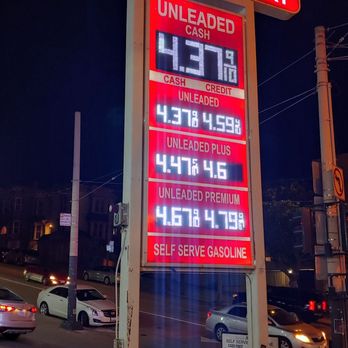 UNLEADED
CASH
4.37 9/10
CASH CREDIT
UNLEADED
4.37 9/10 4.59 9/10
UNLEADED PLUS
4.47 9/10 4.6
UNLEADED PREMIUM
4.67 9/10 4.79 9/10
SELF SERVE GASOLINE
SELF SERVE